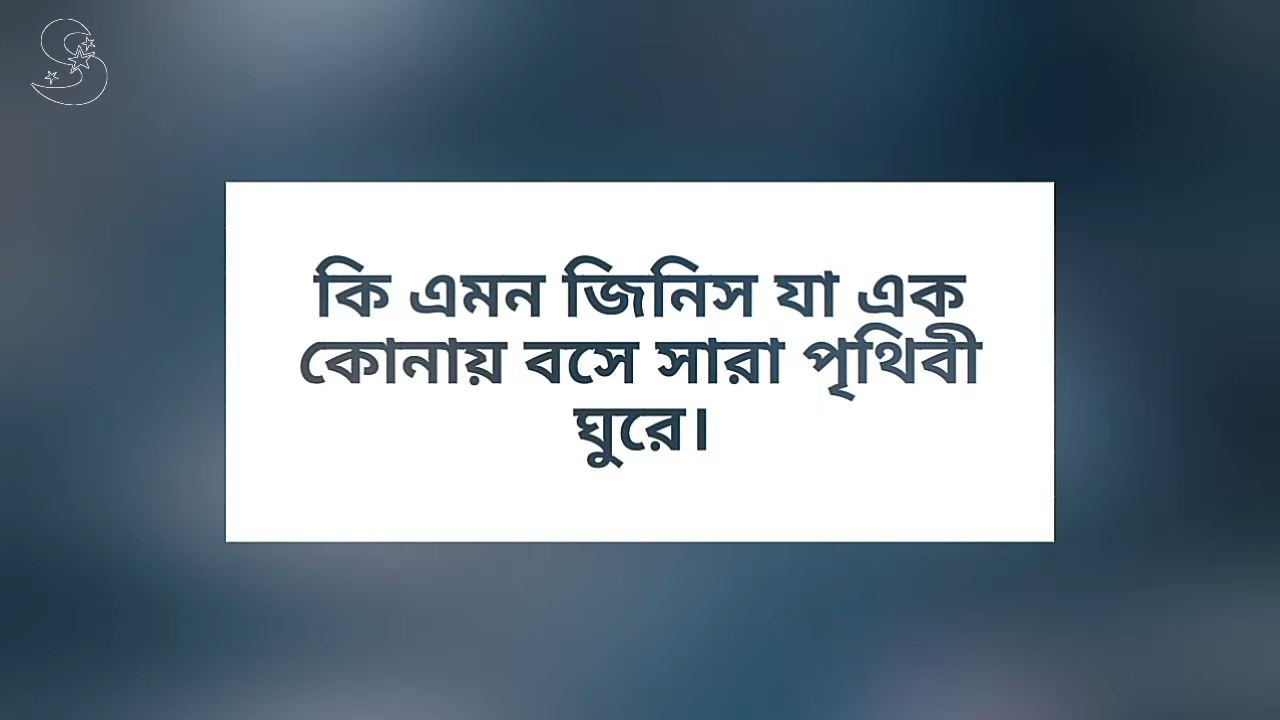 কি এমন জিনিস যা এক
কোনায় বসে সারা পৃথিবী
ঘুরে।